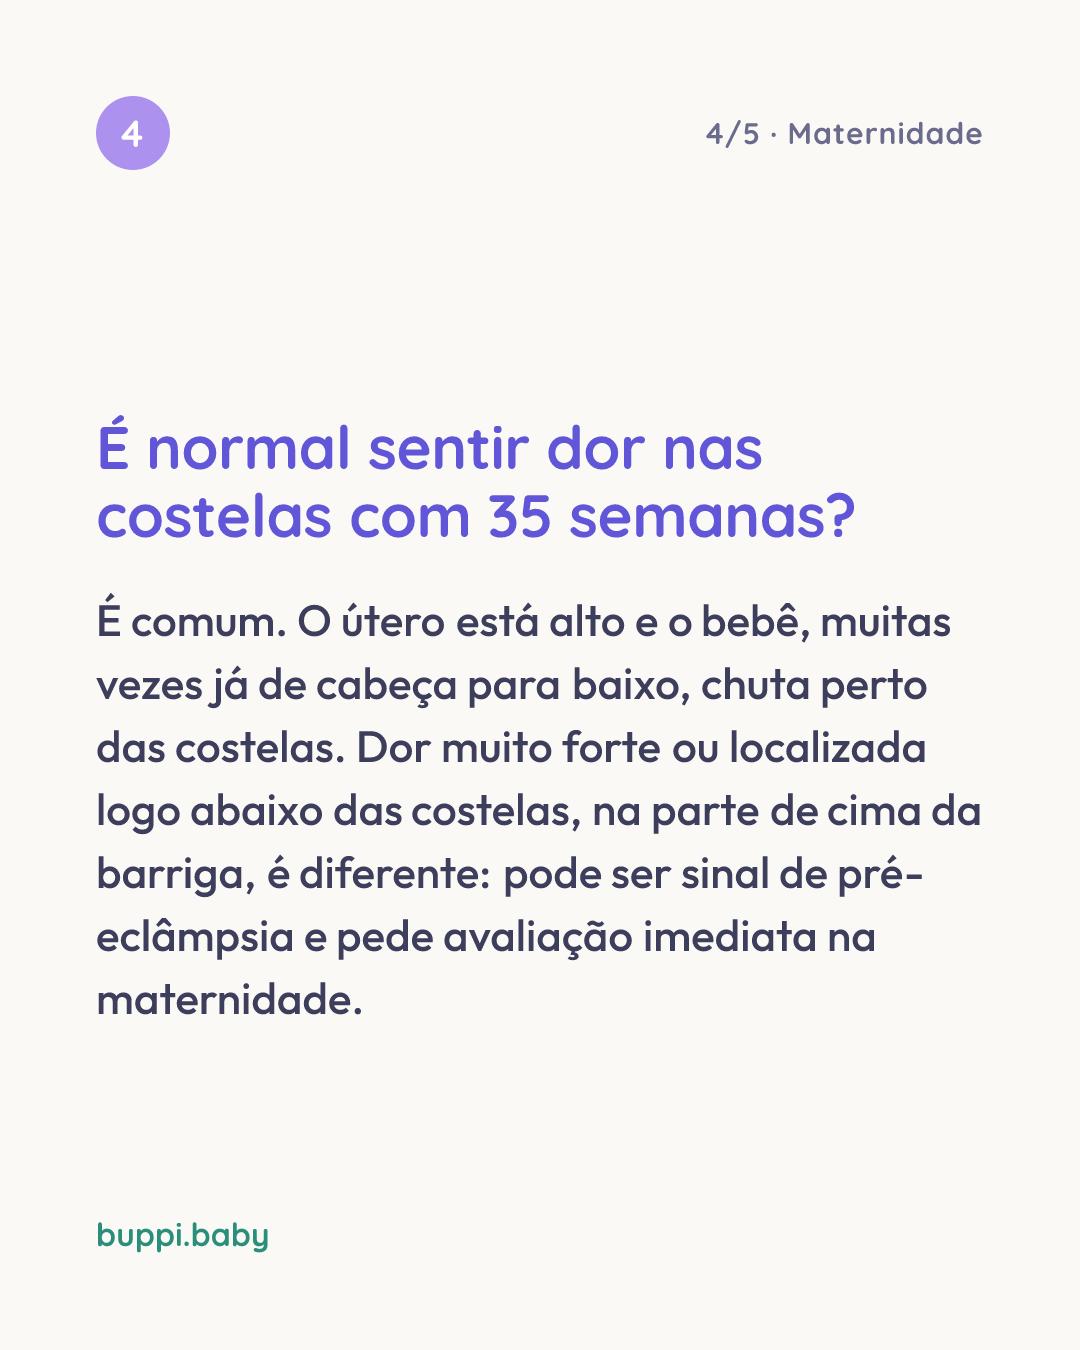 4
4/5 · Maternidade
É normal sentir dor nas
costelas com 35 semanas?
É comum. O útero está alto e o bebê, muitas
vezes já de cabeça para baixo, chuta perto
das costelas. Dor muito forte ou localizada
logo abaixo das costelas, na parte de cima da
barriga, é diferente: pode ser sinal de pré-
eclâmpsia e pede avaliação imediata na
maternidade.
buppi.baby